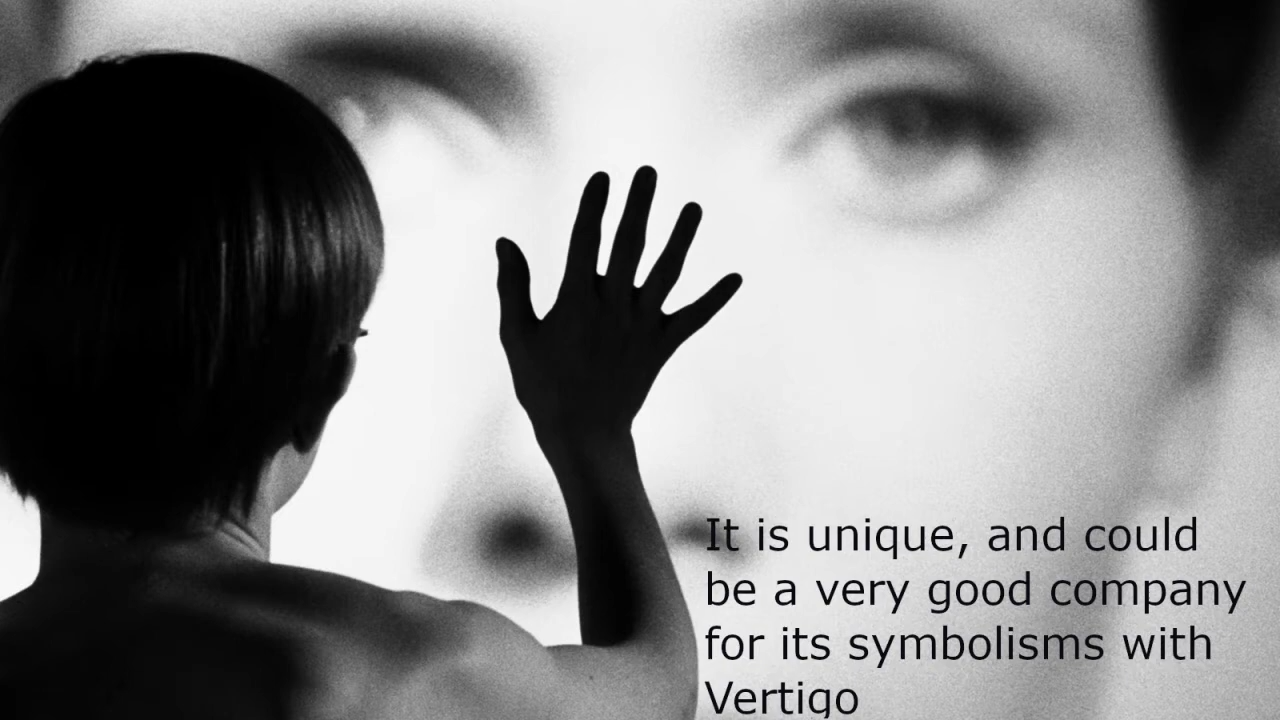 It is unique, and could
be a very good company
for its symbolisms with
Vertigo